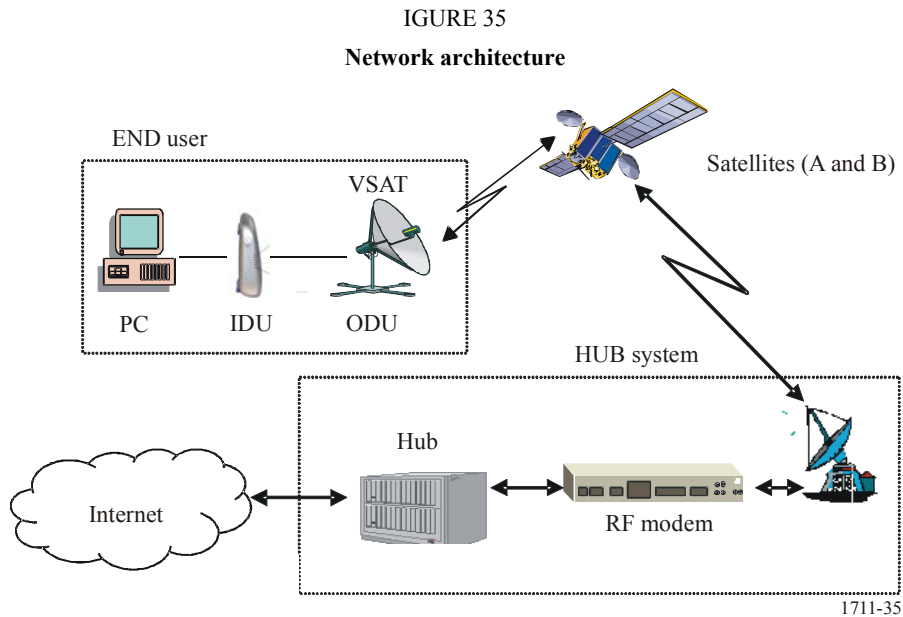 IGURE 35
Network architecture
END user
VSAT
Satellites (A and B)
PC
IDU
ODU
HUB system
Hub
Internet
RF modem
1711-35